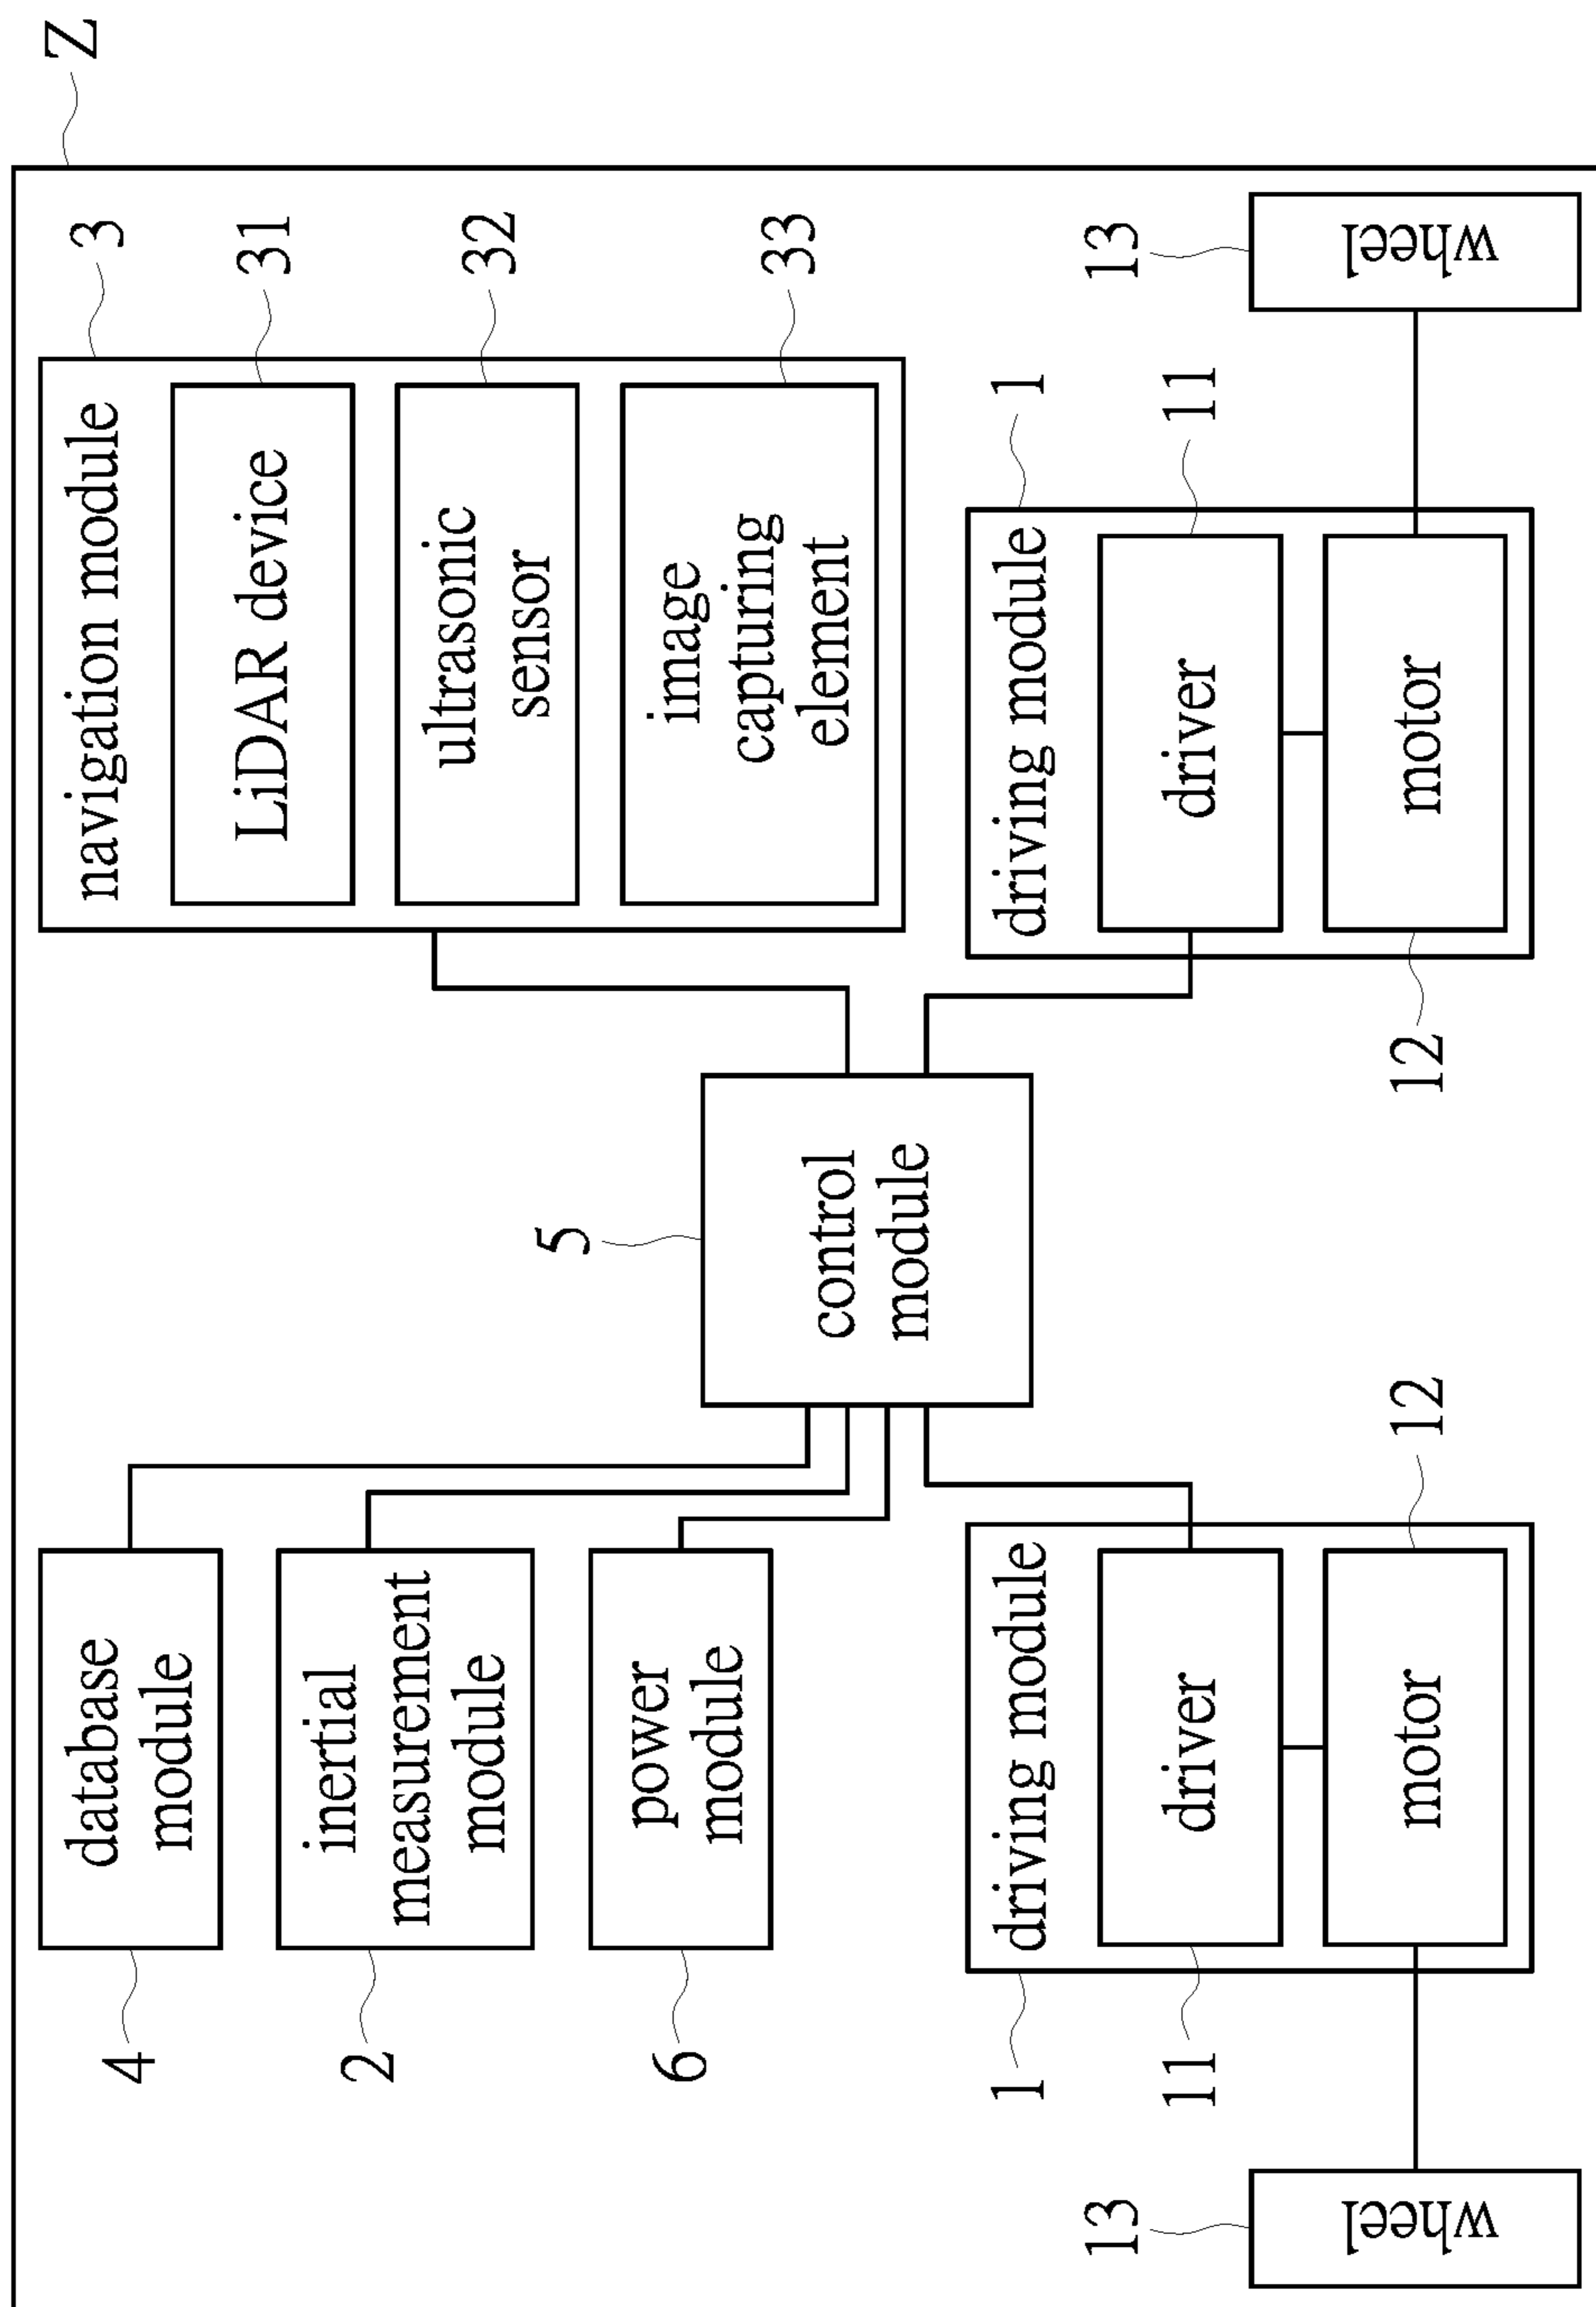 Z
4
database
module
2
inertial
measurement
module
6
power
module
5
control
module
3
navigation module
31
LiDAR device
32
ultrasonic
sensor
33
image
capturing
element
1
driving module
11
driver
12
motor
13
wheel
1
driving module
11
driver
12
motor
13
wheel